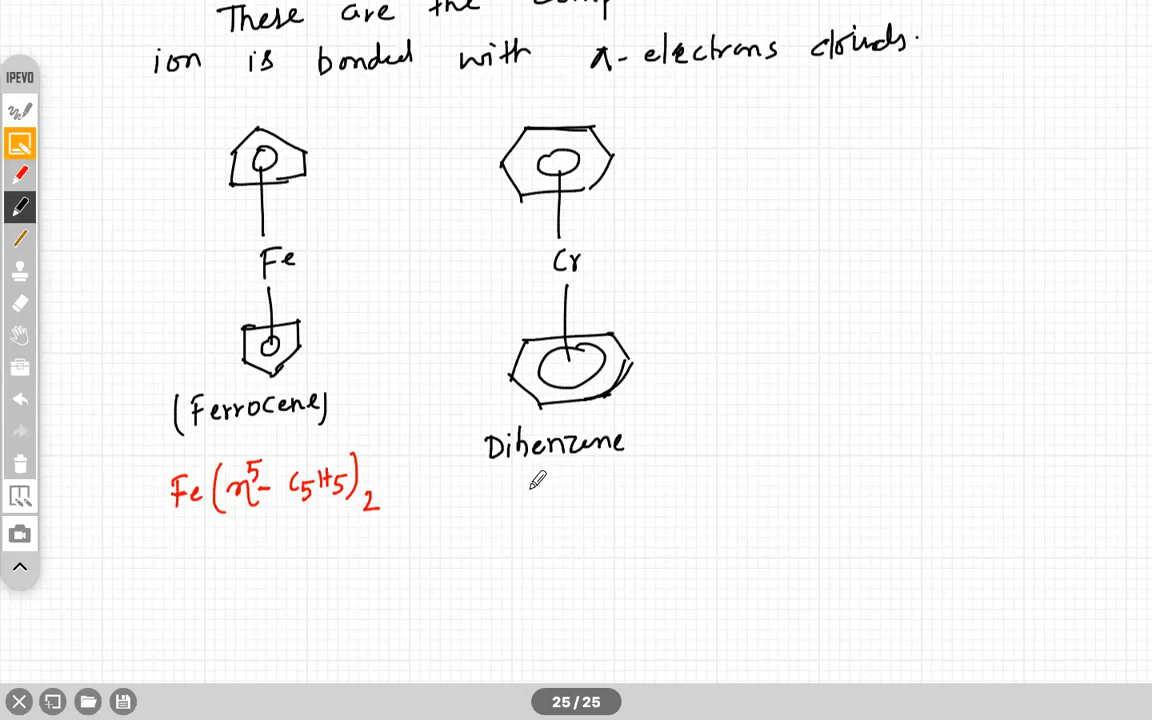 These are the
ion is bonded with π-electrons clouds.
Fe
Cr
(Ferrocene)
Dibenzene
Fe(η⁵- C₅H₅)₂
IPEVO
25/25